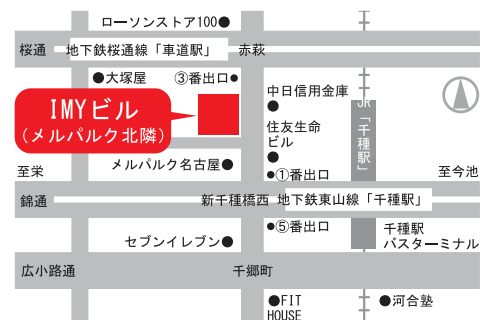 ローソンストア100●
桜通
地下鉄桜通線「車道駅」
赤萩
●大塚屋
③番出口●
中日信用金庫
●
IMYビル
(メルパルク北隣)
JR「千種駅」
住友生命
ビル
●
メルパルク名古屋●
●①番出口
至栄
至今池
錦通
新千種橋西
地下鉄東山線「千種駅」
●⑤番出口
千種駅
バスターミナル
セブンイレブン●
広小路通
千郷町
●FIT
HOUSE
●河合塾